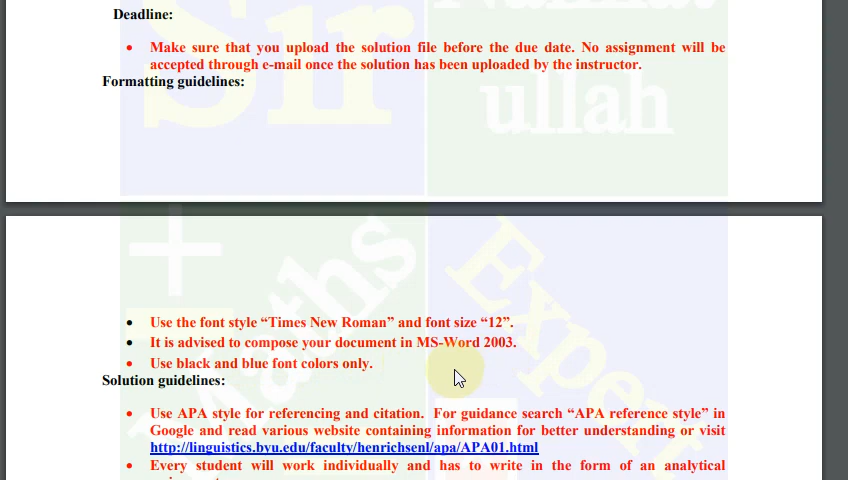 Deadline:
• Make sure that you upload the solution file before the due date. No assignment will be
accepted through e-mail once the solution has been uploaded by the instructor.
Formatting guidelines:
Sir
ullah
+
Maths
Expert
• Use the font style “Times New Roman” and font size “12”.
• It is advised to compose your document in MS-Word 2003.
• Use black and blue font colors only.
Solution guidelines:
• Use APA style for referencing and citation. For guidance search “APA reference style” in
Google and read various website containing information for better understanding or visit
http://linguistics.byu.edu/faculty/henrichsenl/apa/APA01.html
• Every student will work individually and has to write in the form of an analytical